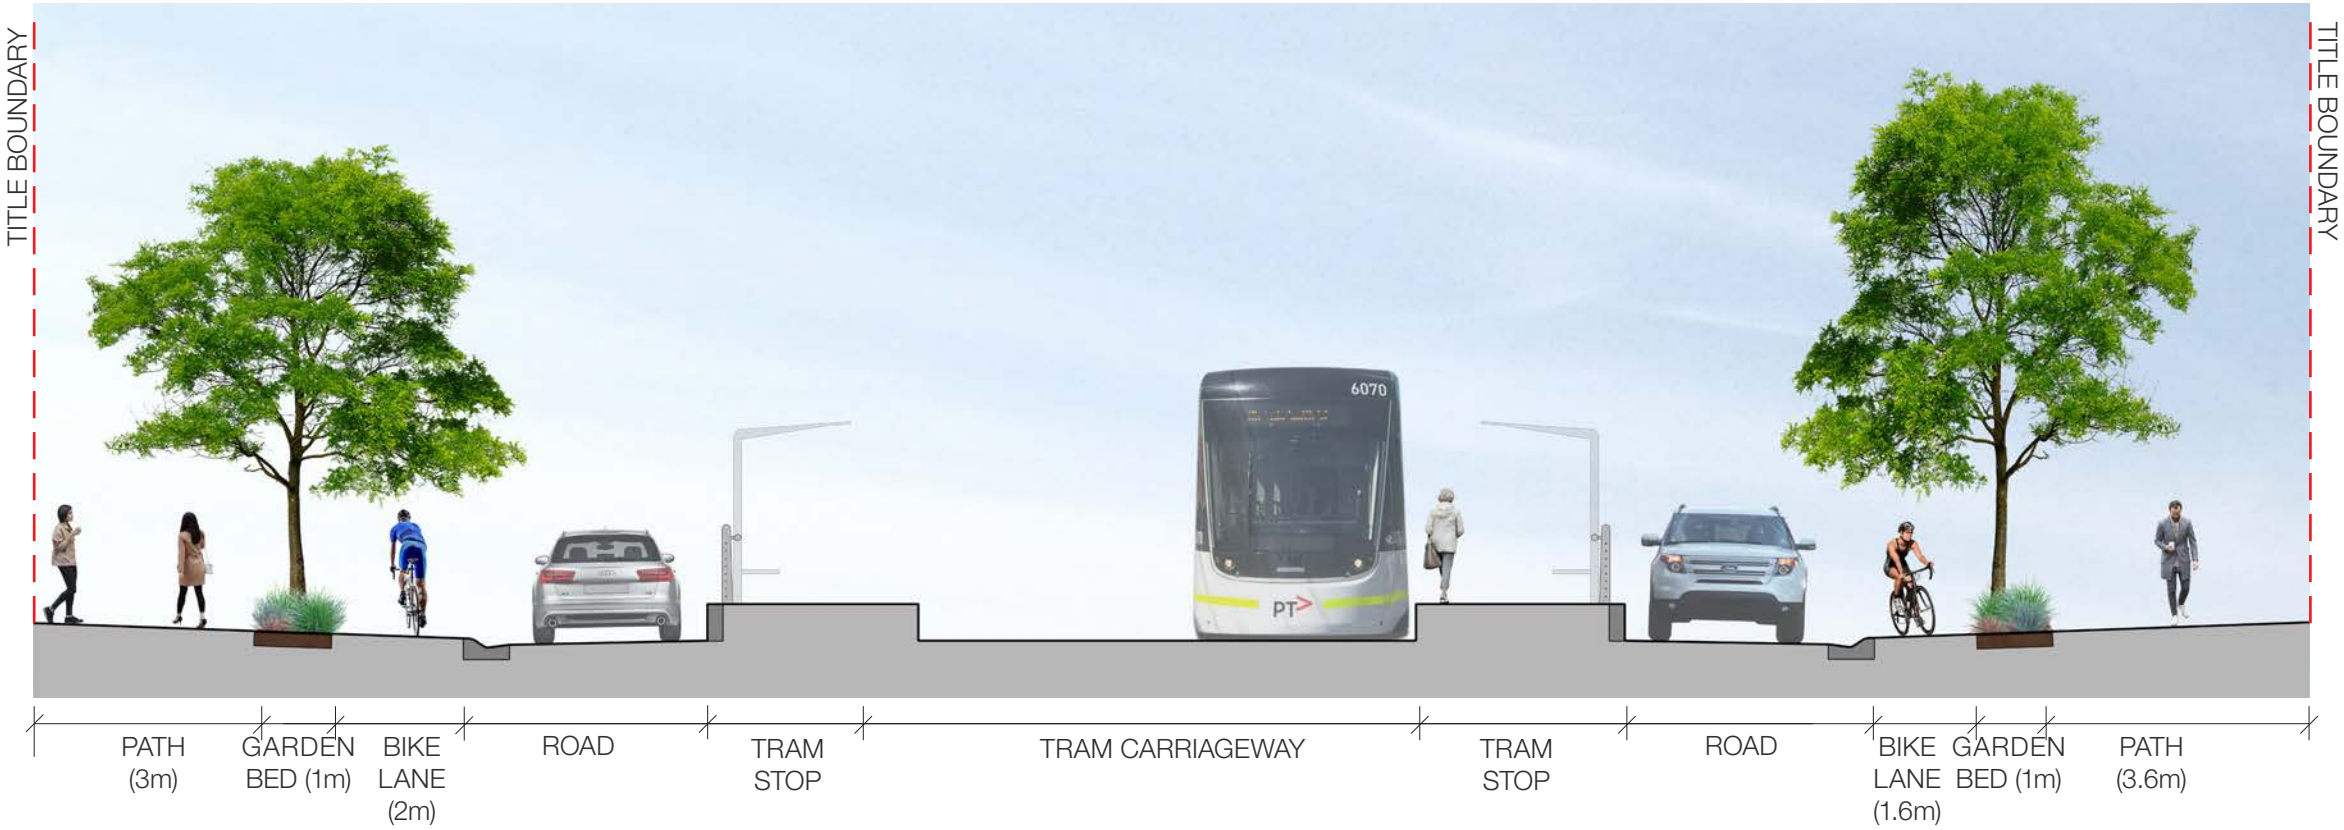 TITLE BOUNDARY
TITLE BOUNDARY
6070
PT>
PATH
(3m)
GARDEN
BED (1m)
BIKE
LANE
(2m)
ROAD
TRAM
STOP
TRAM CARRIAGEWAY
TRAM
STOP
ROAD
BIKE
LANE
(1.6m)
GARDEN
BED (1m)
PATH
(3.6m)